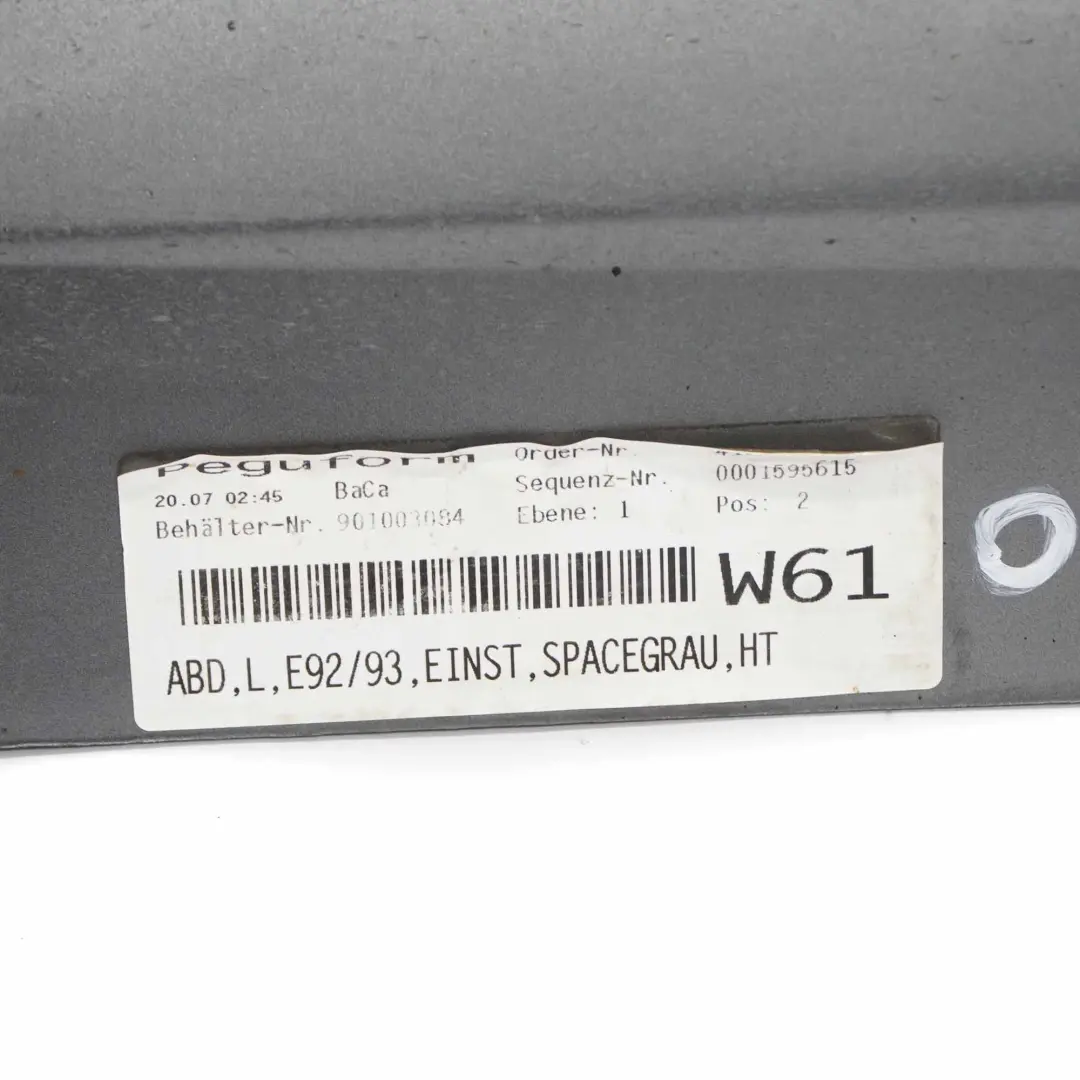 Peguform Order-Nr.
20.07 02:45 BaCa Sequenz-Nr. 0001595615
Behälter-Nr. 901003084 Ebene: 1 Pos: 2
W61
ABD,L,E92/93,EINST,SPACEGRAU,HT